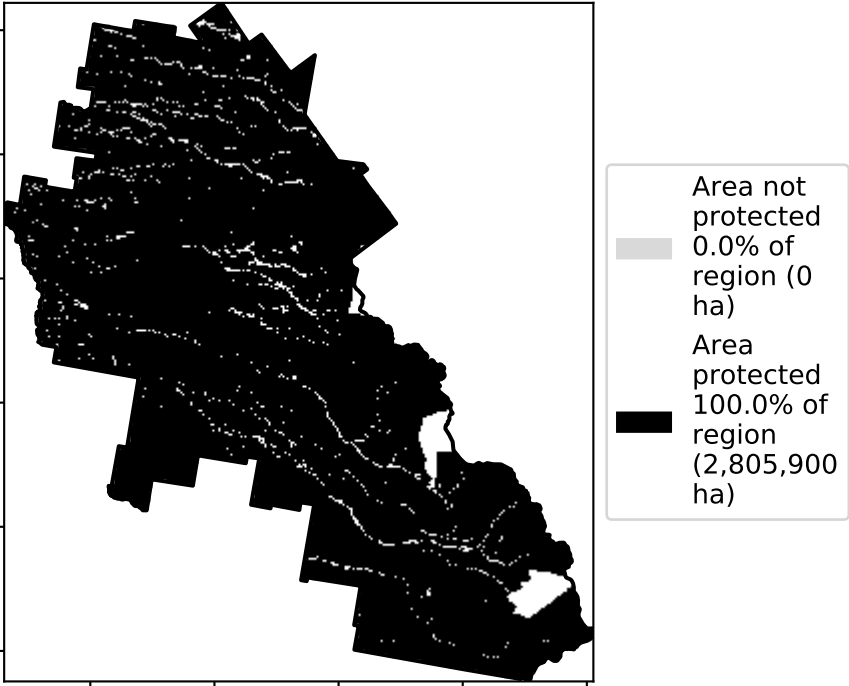 Area not
protected
0.0% of
region (0
ha)
Area
protected
100.0% of
region
(2,805,900
ha)